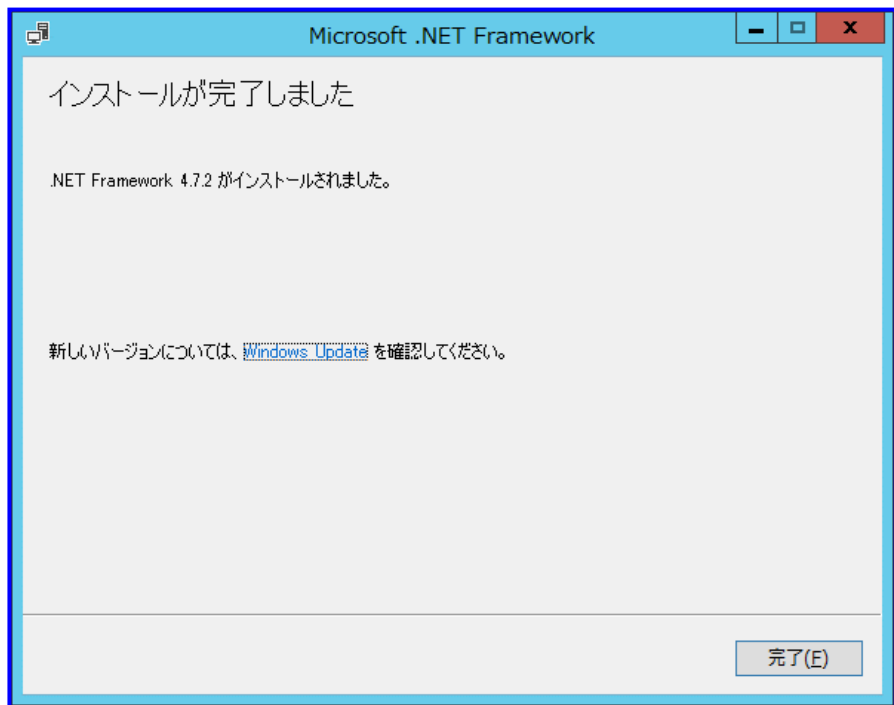 Microsoft .NET Framework
インストールが完了しました
.NET Framework 4.7.2 がインストールされました。
新しいバージョンについては、Windows Update を確認してください。
完了(F)